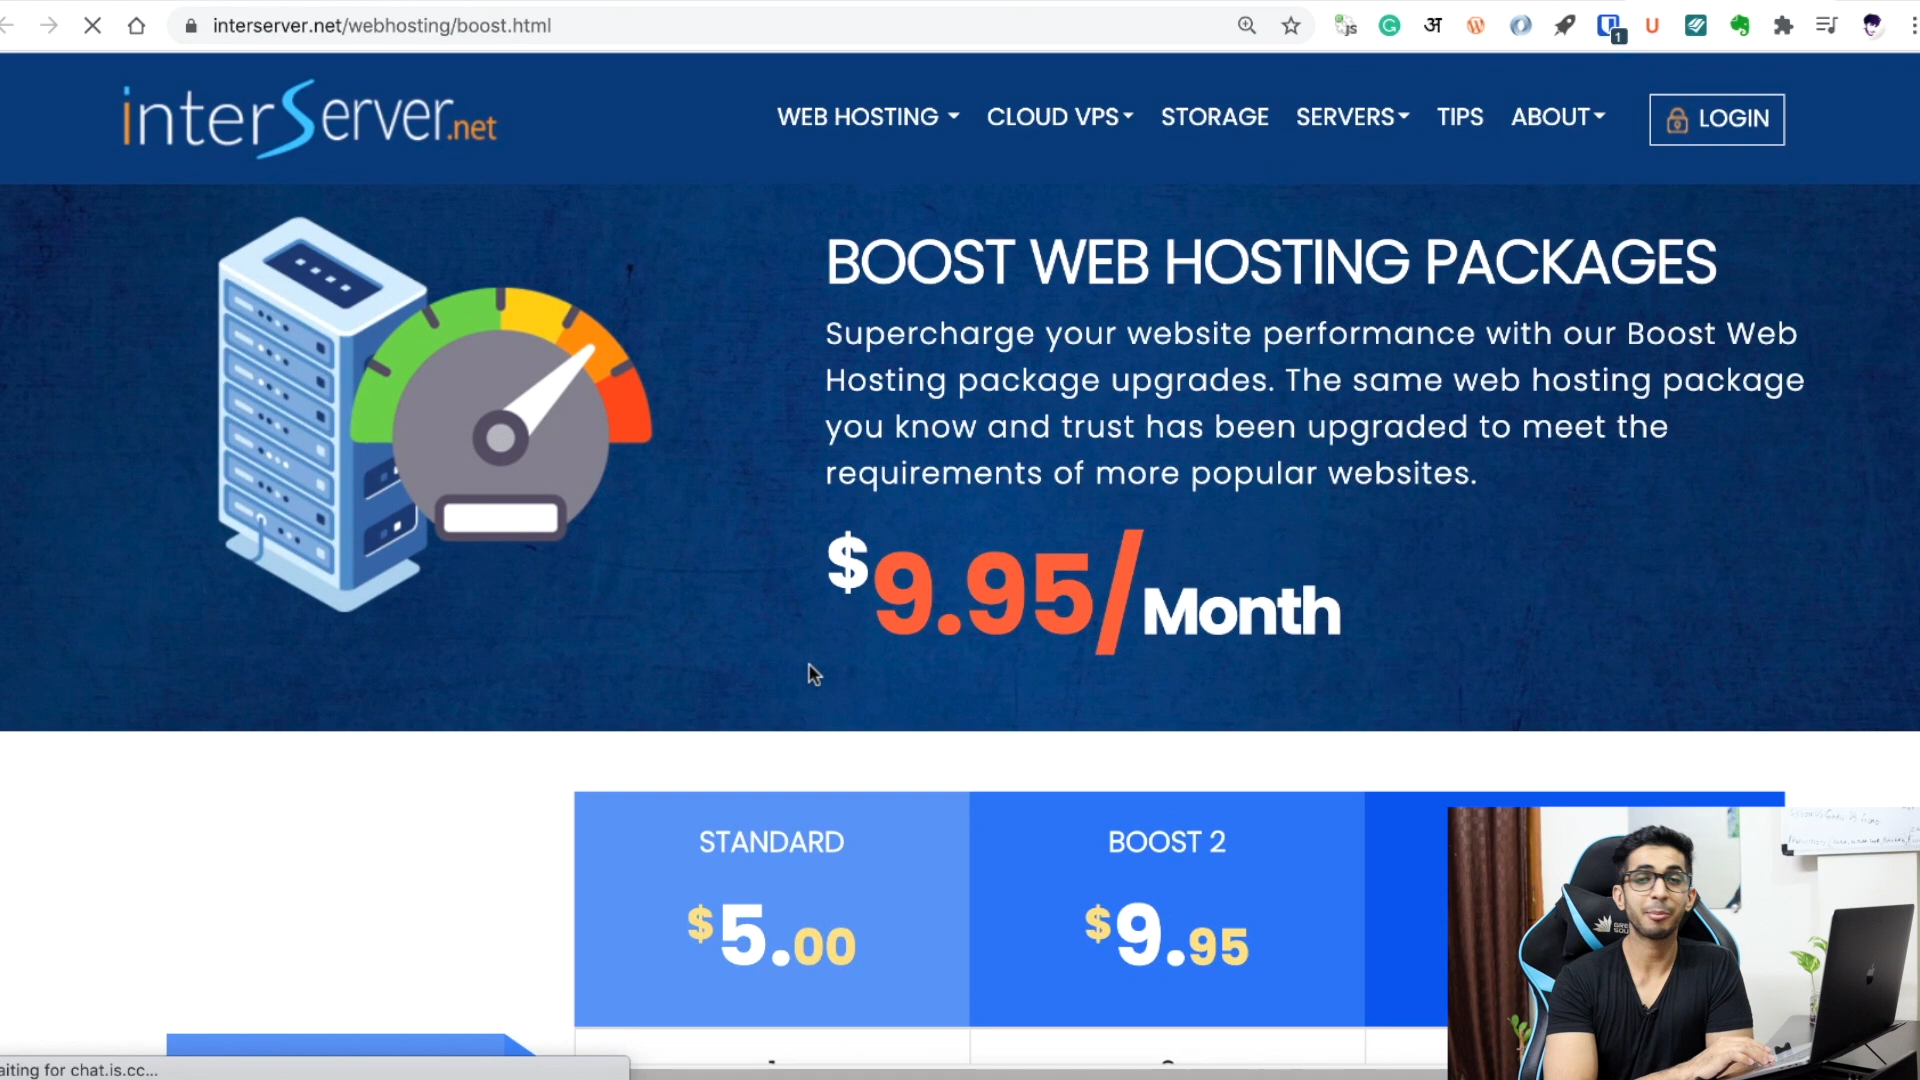 interserver.net/webhosting/boost.html
JS
G
अ
U
1
interServer.net
WEB HOSTING
CLOUD VPS
STORAGE
SERVERS
TIPS
ABOUT
LOGIN
BOOST WEB HOSTING PACKAGES
Supercharge your website performance with our Boost Web
Hosting package upgrades. The same web hosting package
you know and trust has been upgraded to meet the
requirements of more popular websites.
$9.95/Month
STANDARD
BOOST 2
$5.00
$9.95
aiting for chat.is.cc...